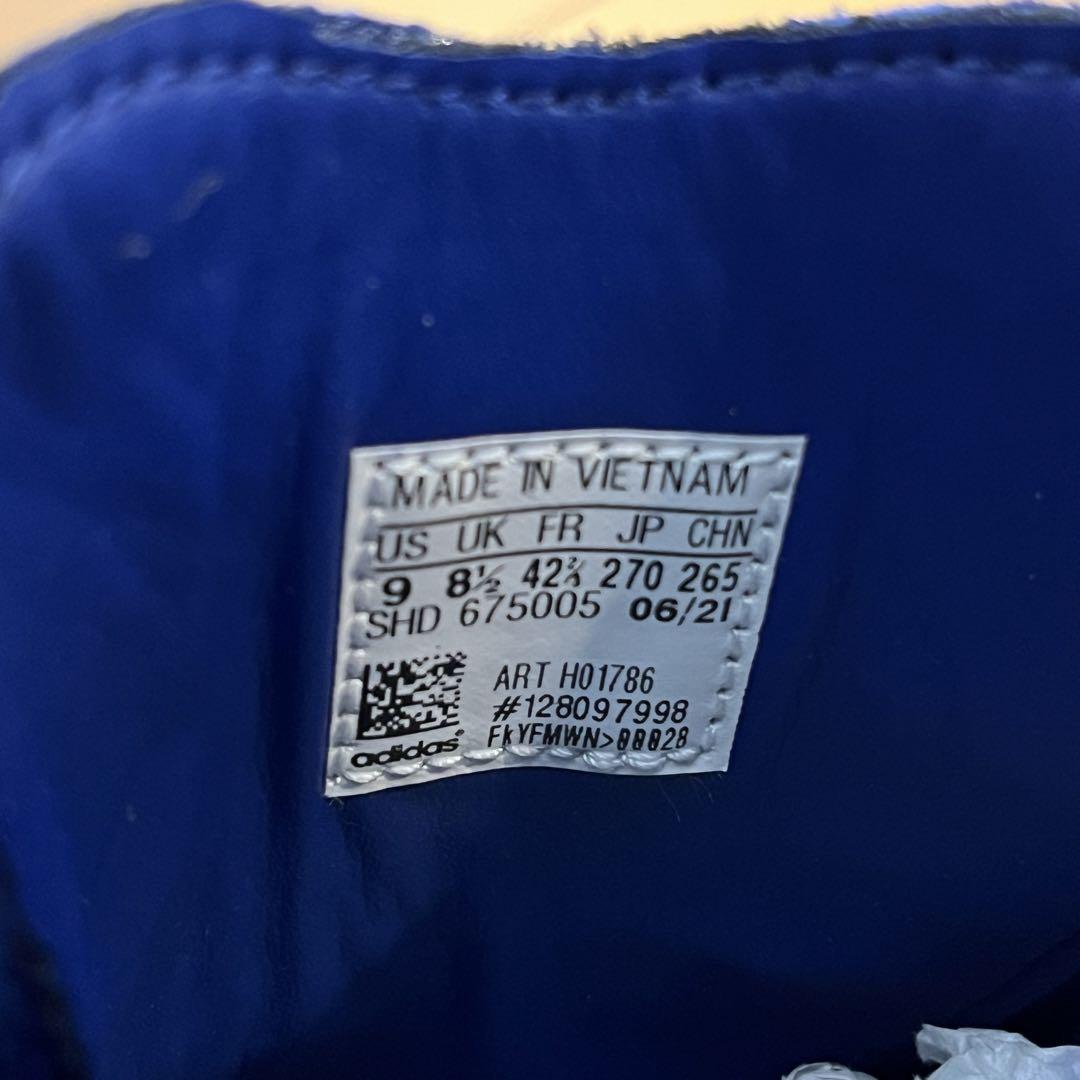 MADE IN VIETNAM
US UK FR JP CHN
9 8½ 42⅔ 270 265
SHD 675005 06/21
ART H01786
#128097998
FkYFMWN>00028
adidas®